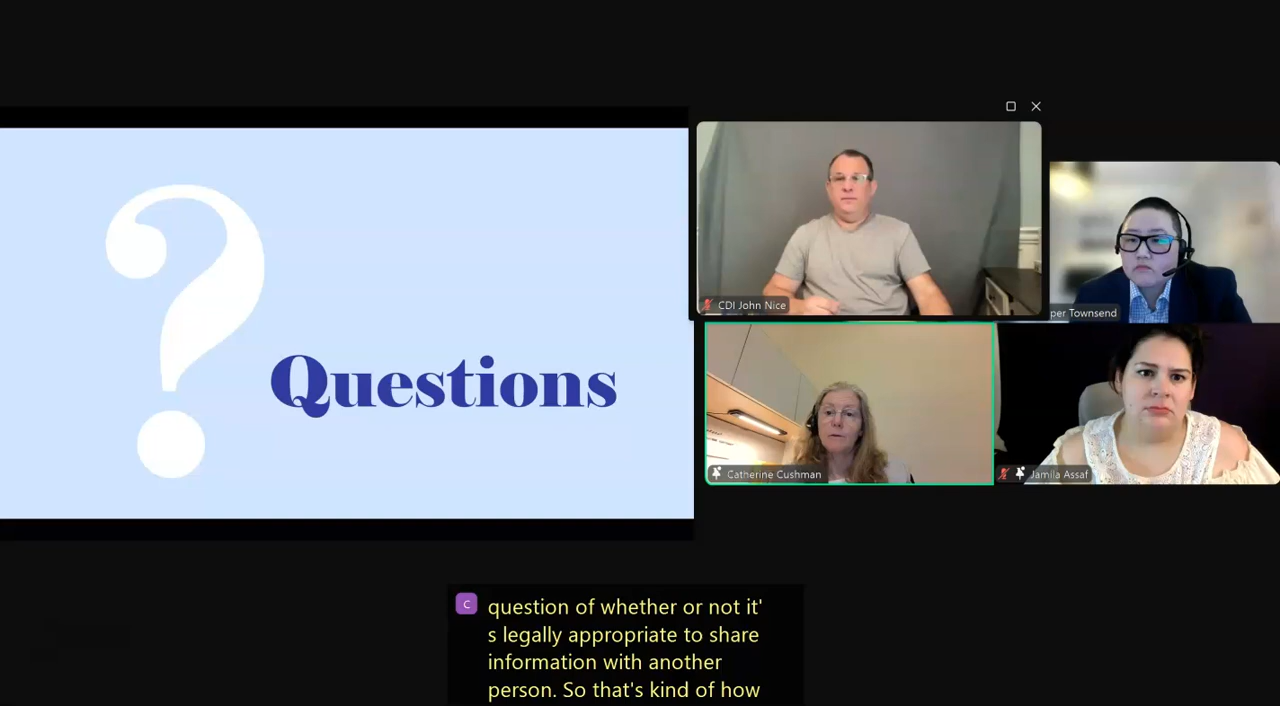 ?
Questions
CDI John Nice
per Townsend
Catherine Cushman
Jamila Assaf
C
question of whether or not it'
s legally appropriate to share
information with another
person. So that's kind of how